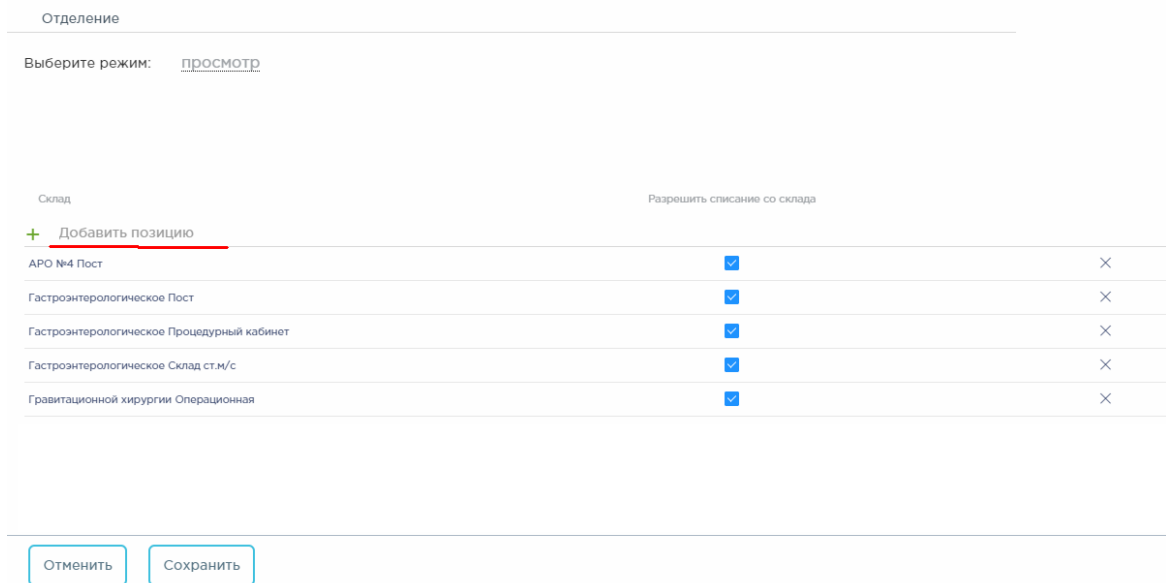 Отделение
Выберите режим: просмотр
Склад Разрешить списание со склада
+ Добавить позицию
АРО №4 Пост
Гастроэнтерологическое Пост
Гастроэнтерологическое Процедурный кабинет
Гастроэнтерологическое Склад ст.м/с
Гравитационной хирургии Операционная
Отменить Сохранить